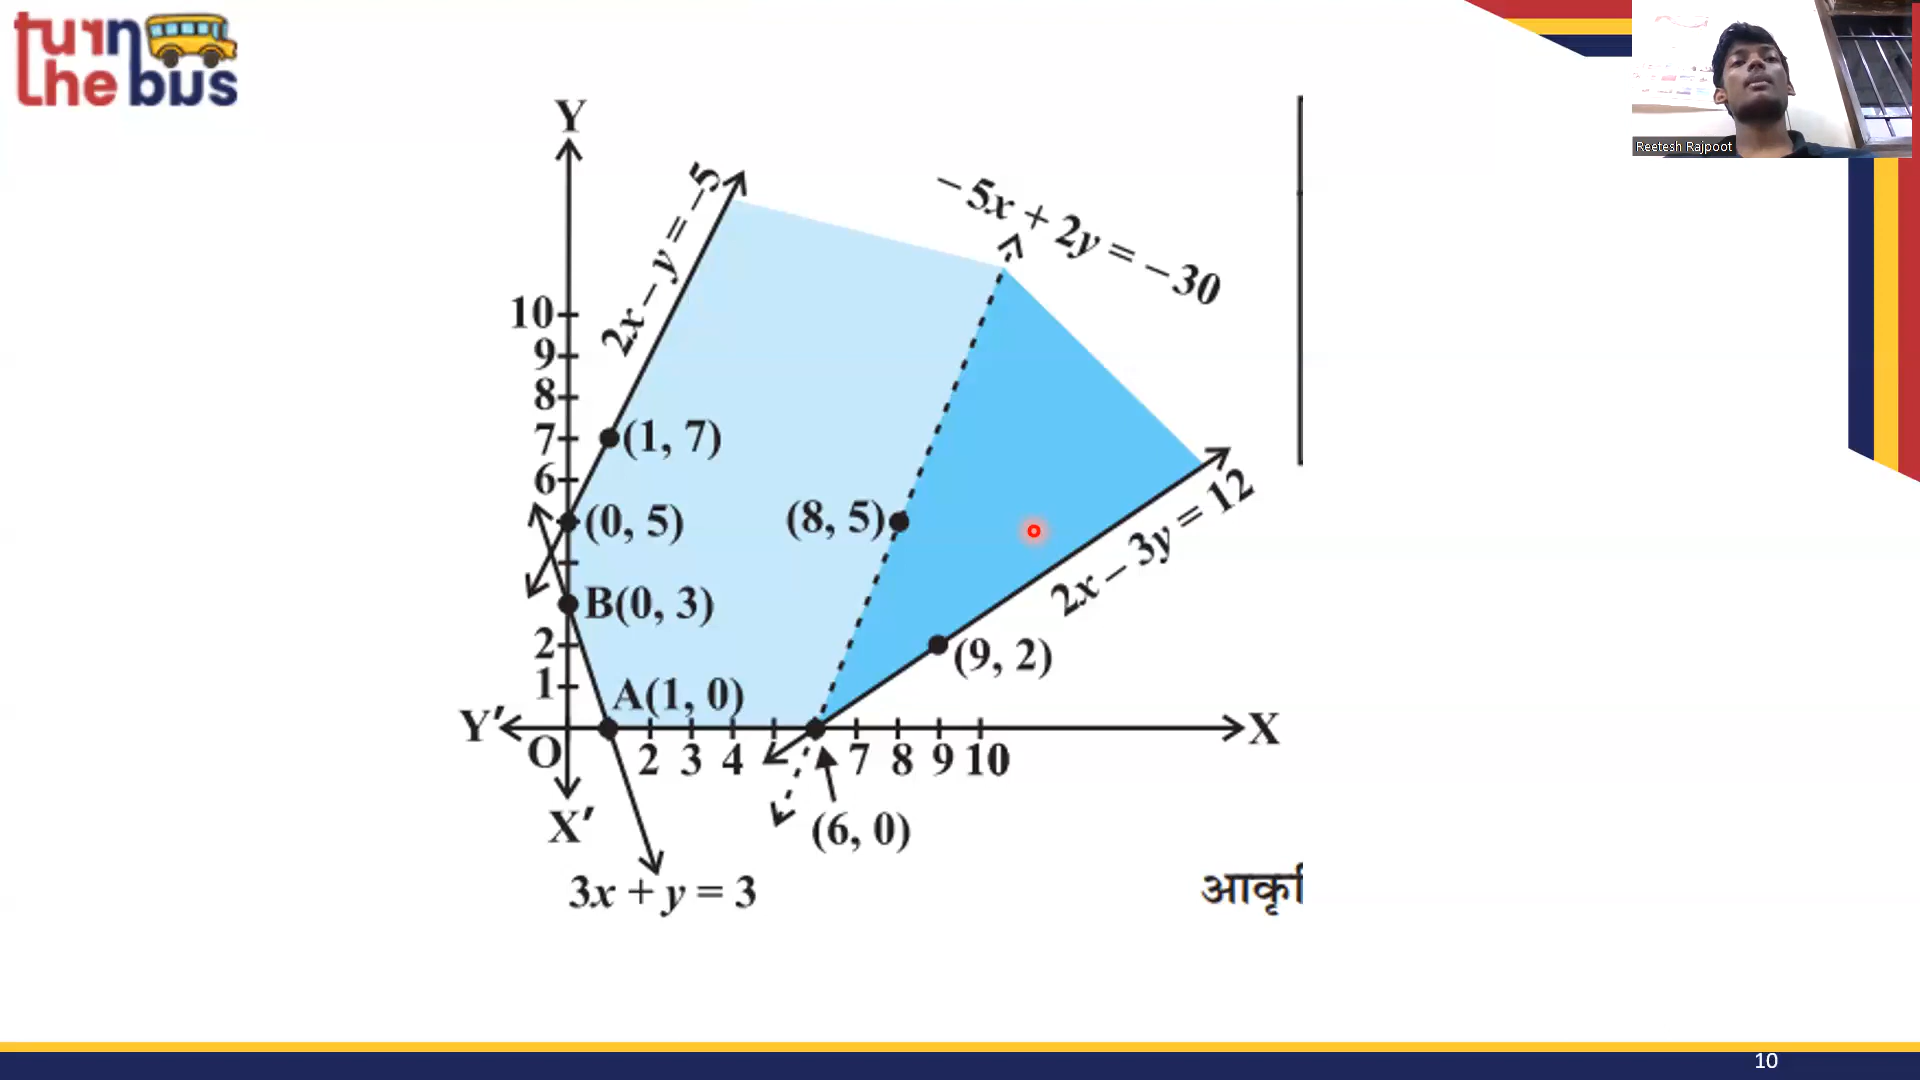 turn
the bus
Reetesh Rajpoot
Y
2x – y = –5
–5x + 2y = –30
10
9
8
7
(1, 7)
6
(0, 5)
(8, 5)
2x – 3y = 12
B(0, 3)
2
(9, 2)
1
A(1, 0)
Y′
X
O
2 3 4 7 8 9 10
X′
(6, 0)
3x + y = 3
10